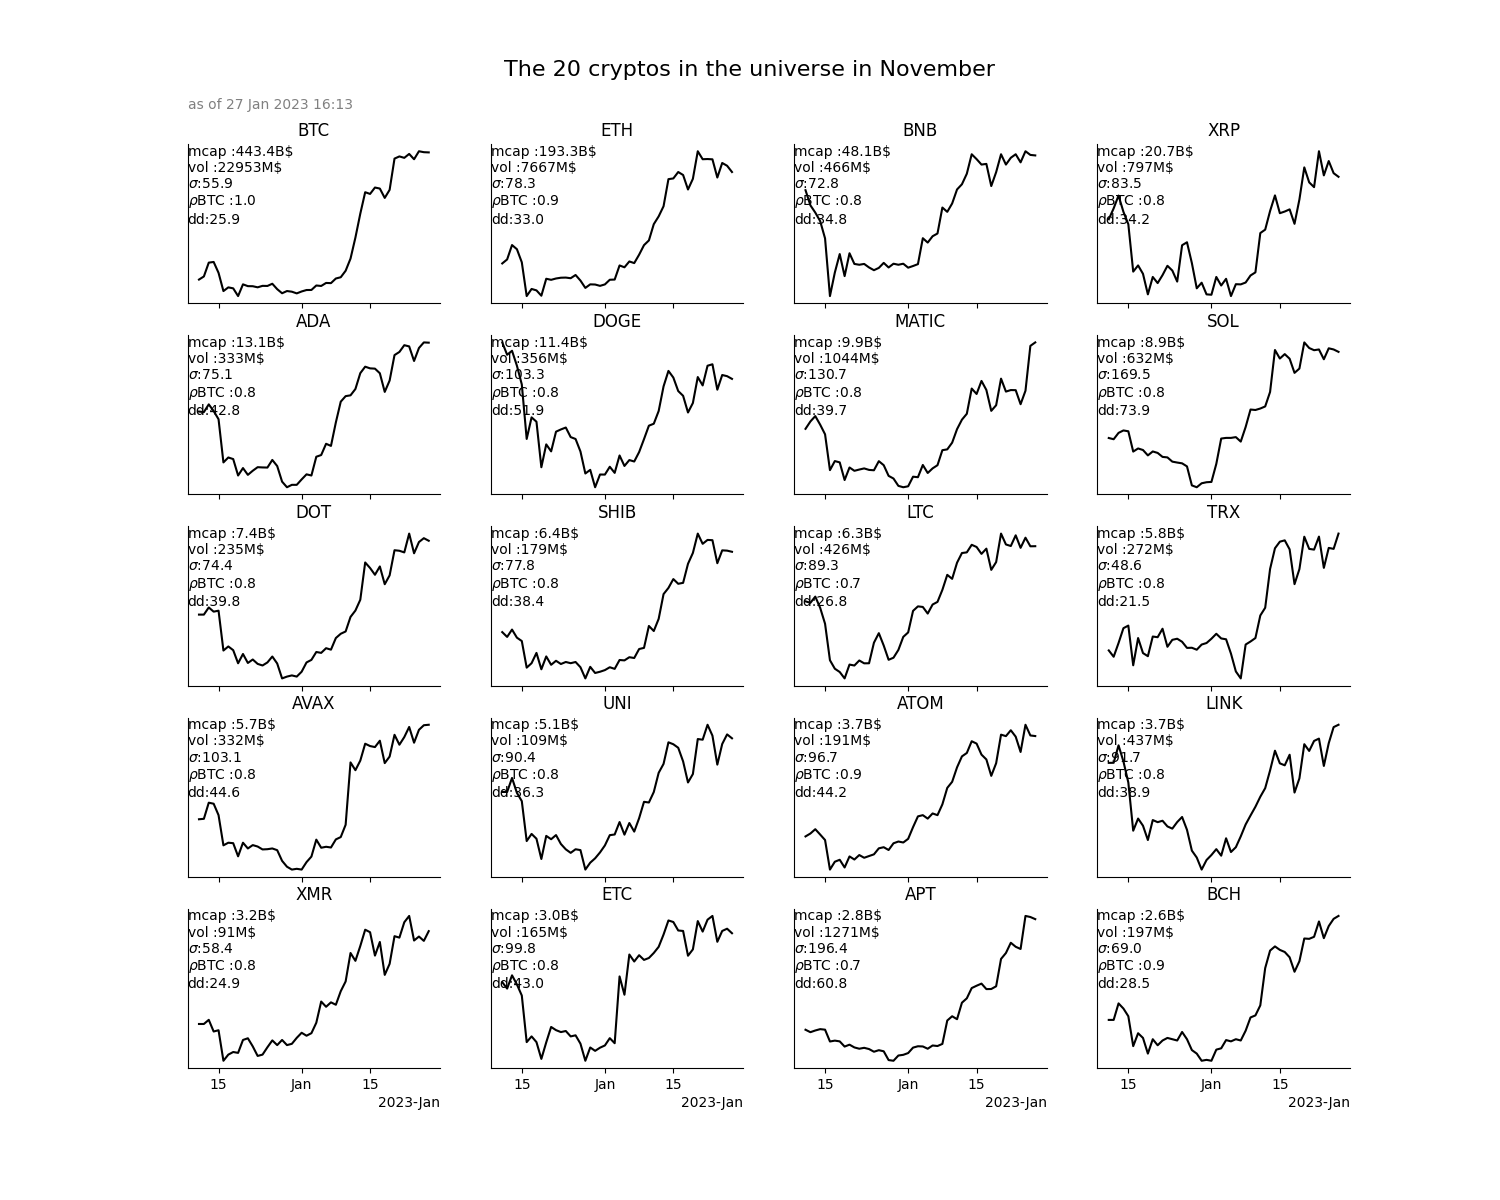 The 20 cryptos in the universe in November
as of 27 Jan 2023 16:13
BTC
mcap :443.4B$
vol :22953M$
σ:55.9
ρBTC :1.0
dd:25.9
ETH
mcap :193.3B$
vol :7667M$
σ:78.3
ρBTC :0.9
dd:33.0
BNB
mcap :48.1B$
vol :466M$
σ:72.8
ρBTC :0.8
dd:34.8
XRP
mcap :20.7B$
vol :797M$
σ:83.5
ρBTC :0.8
dd:34.2
ADA
mcap :13.1B$
vol :333M$
σ:75.1
ρBTC :0.8
dd:42.8
DOGE
mcap :11.4B$
vol :356M$
σ:103.3
ρBTC :0.8
dd:51.9
MATIC
mcap :9.9B$
vol :1044M$
σ:130.7
ρBTC :0.8
dd:39.7
SOL
mcap :8.9B$
vol :632M$
σ:169.5
ρBTC :0.8
dd:73.9
DOT
mcap :7.4B$
vol :235M$
σ:74.4
ρBTC :0.8
dd:39.8
SHIB
mcap :6.4B$
vol :179M$
σ:77.8
ρBTC :0.8
dd:38.4
LTC
mcap :6.3B$
vol :426M$
σ:89.3
ρBTC :0.7
dd:26.8
TRX
mcap :5.8B$
vol :272M$
σ:48.6
ρBTC :0.8
dd:21.5
AVAX
mcap :5.7B$
vol :332M$
σ:103.1
ρBTC :0.8
dd:44.6
UNI
mcap :5.1B$
vol :109M$
σ:90.4
ρBTC :0.8
dd:36.3
ATOM
mcap :3.7B$
vol :191M$
σ:96.7
ρBTC :0.9
dd:44.2
LINK
mcap :3.7B$
vol :437M$
σ:91.7
ρBTC :0.8
dd:38.9
XMR
mcap :3.2B$
vol :91M$
σ:58.4
ρBTC :0.8
dd:24.9
ETC
mcap :3.0B$
vol :165M$
σ:99.8
ρBTC :0.8
dd:43.0
APT
mcap :2.8B$
vol :1271M$
σ:196.4
ρBTC :0.7
dd:60.8
BCH
mcap :2.6B$
vol :197M$
σ:69.0
ρBTC :0.9
dd:28.5
15 Jan 15
2023-Jan
15 Jan 15
2023-Jan
15 Jan 15
2023-Jan
15 Jan 15
2023-Jan